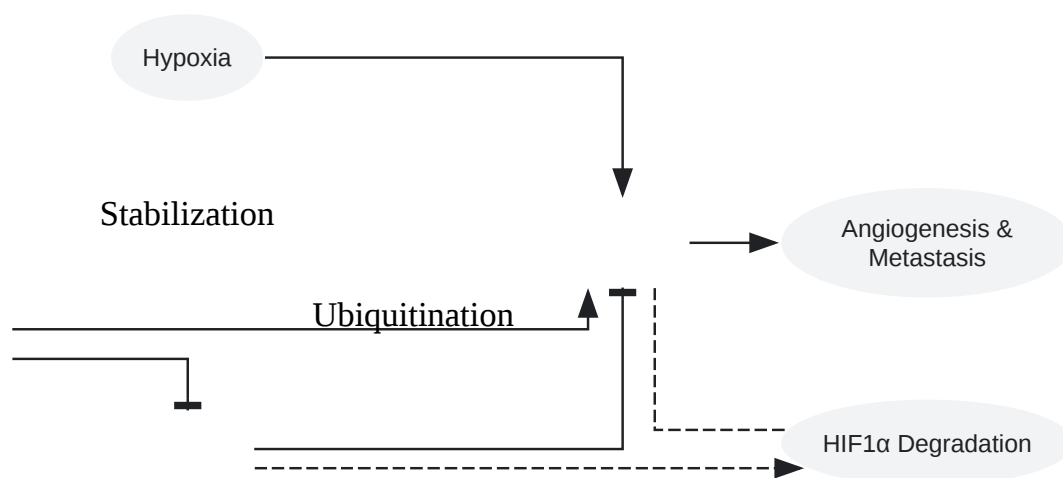 Hypoxia
Stabilization
Angiogenesis &
Metastasis
Ubiquitination
HIF1α Degradation